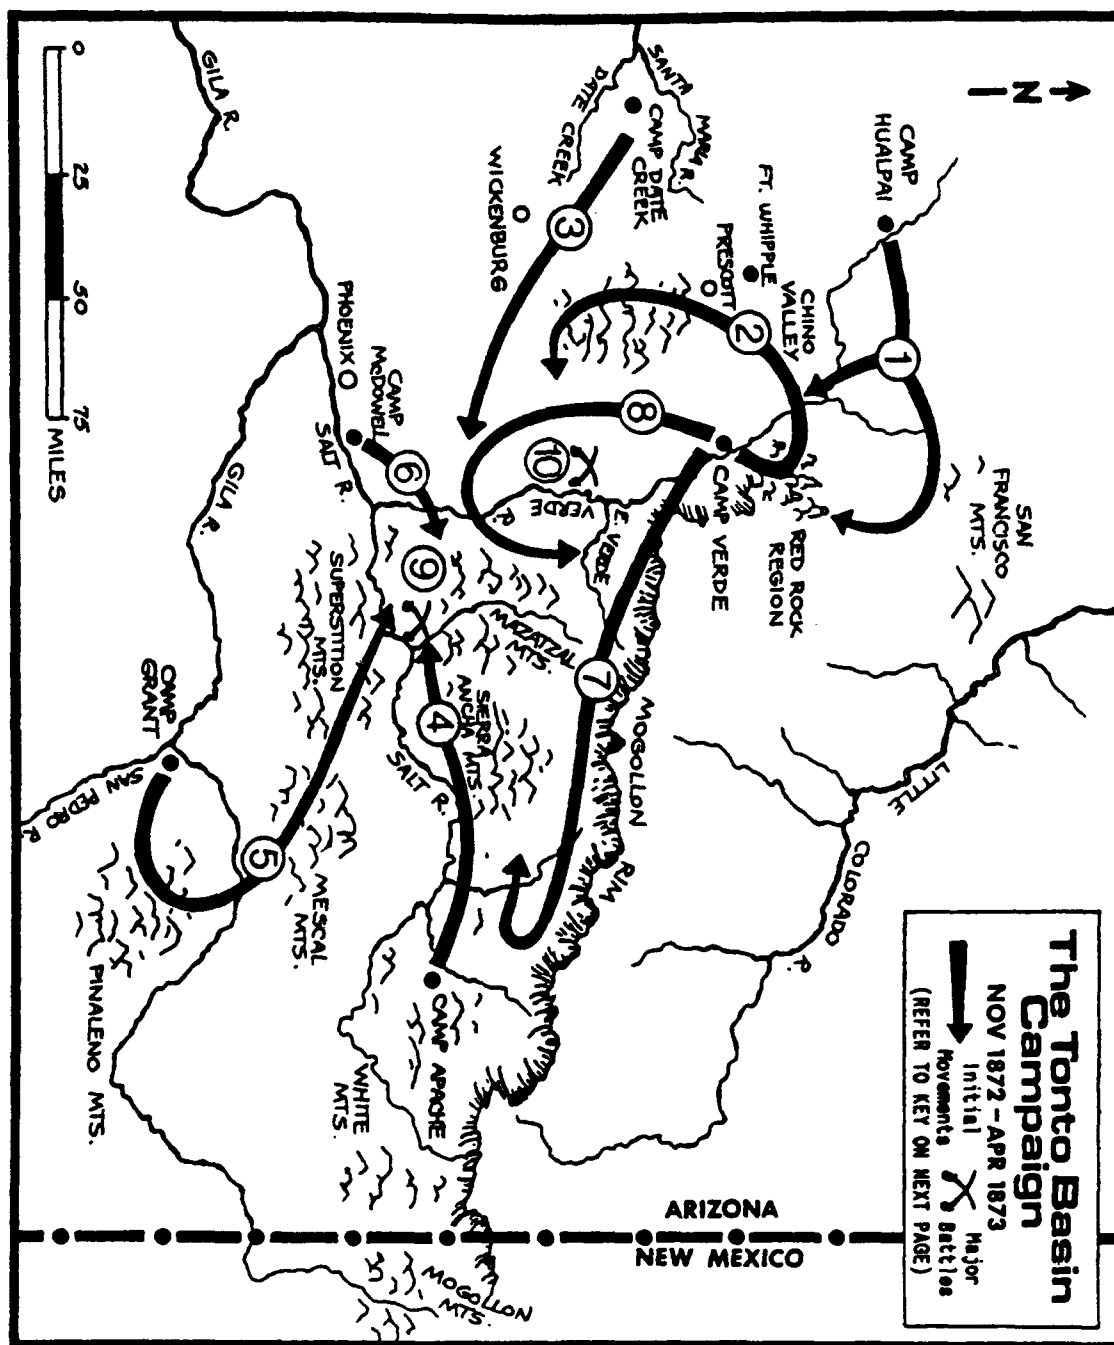 The Tonto Basin
Campaign
NOV 1872 - APR 1873
Initial
Movements
Major
Battles
(REFER TO KEY ON NEXT PAGE)
N
CAMP
HUALPAI
SANTA
MARIA R.
DATE CREEK
CAMP DATE
CREEK
FT. WHIPPLE
PRESCOTT
CHINO
VALLEY
WICKENBURG
SAN
FRANCISCO
MTS.
RED ROCK
REGION
CAMP VERDE
LITTLE
COLORADO
R.
MOGOLLON
RIM
E. VERDE
VERDE
R.
MAZATZAL
MTS.
SIERRA
ANCHA MTS.
SALT R.
CAMP APACHE
WHITE
MTS.
ARIZONA
NEW MEXICO
MOGOLLON
MTS.
GILA R.
PHOENIX
CAMP
McDOWELL
SALT R.
GILA R.
SUPERSTITION
MTS.
CAMP
GRANT
SAN PEDRO
R.
MESCAL
MTS.
PINALENO MTS.
1
2
3
4
5
6
7
8
9
10
0
25
50
75
MILES